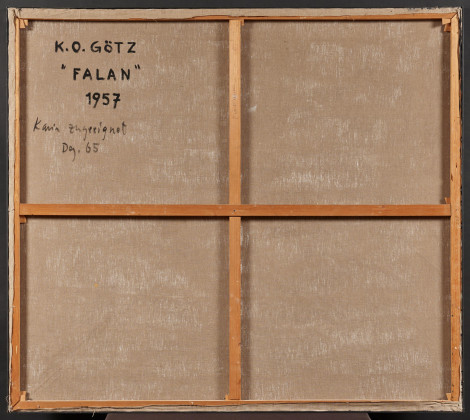 K.O. GöTZ
"FALAN"
1957
Karin zugeeignet
Dez. 65